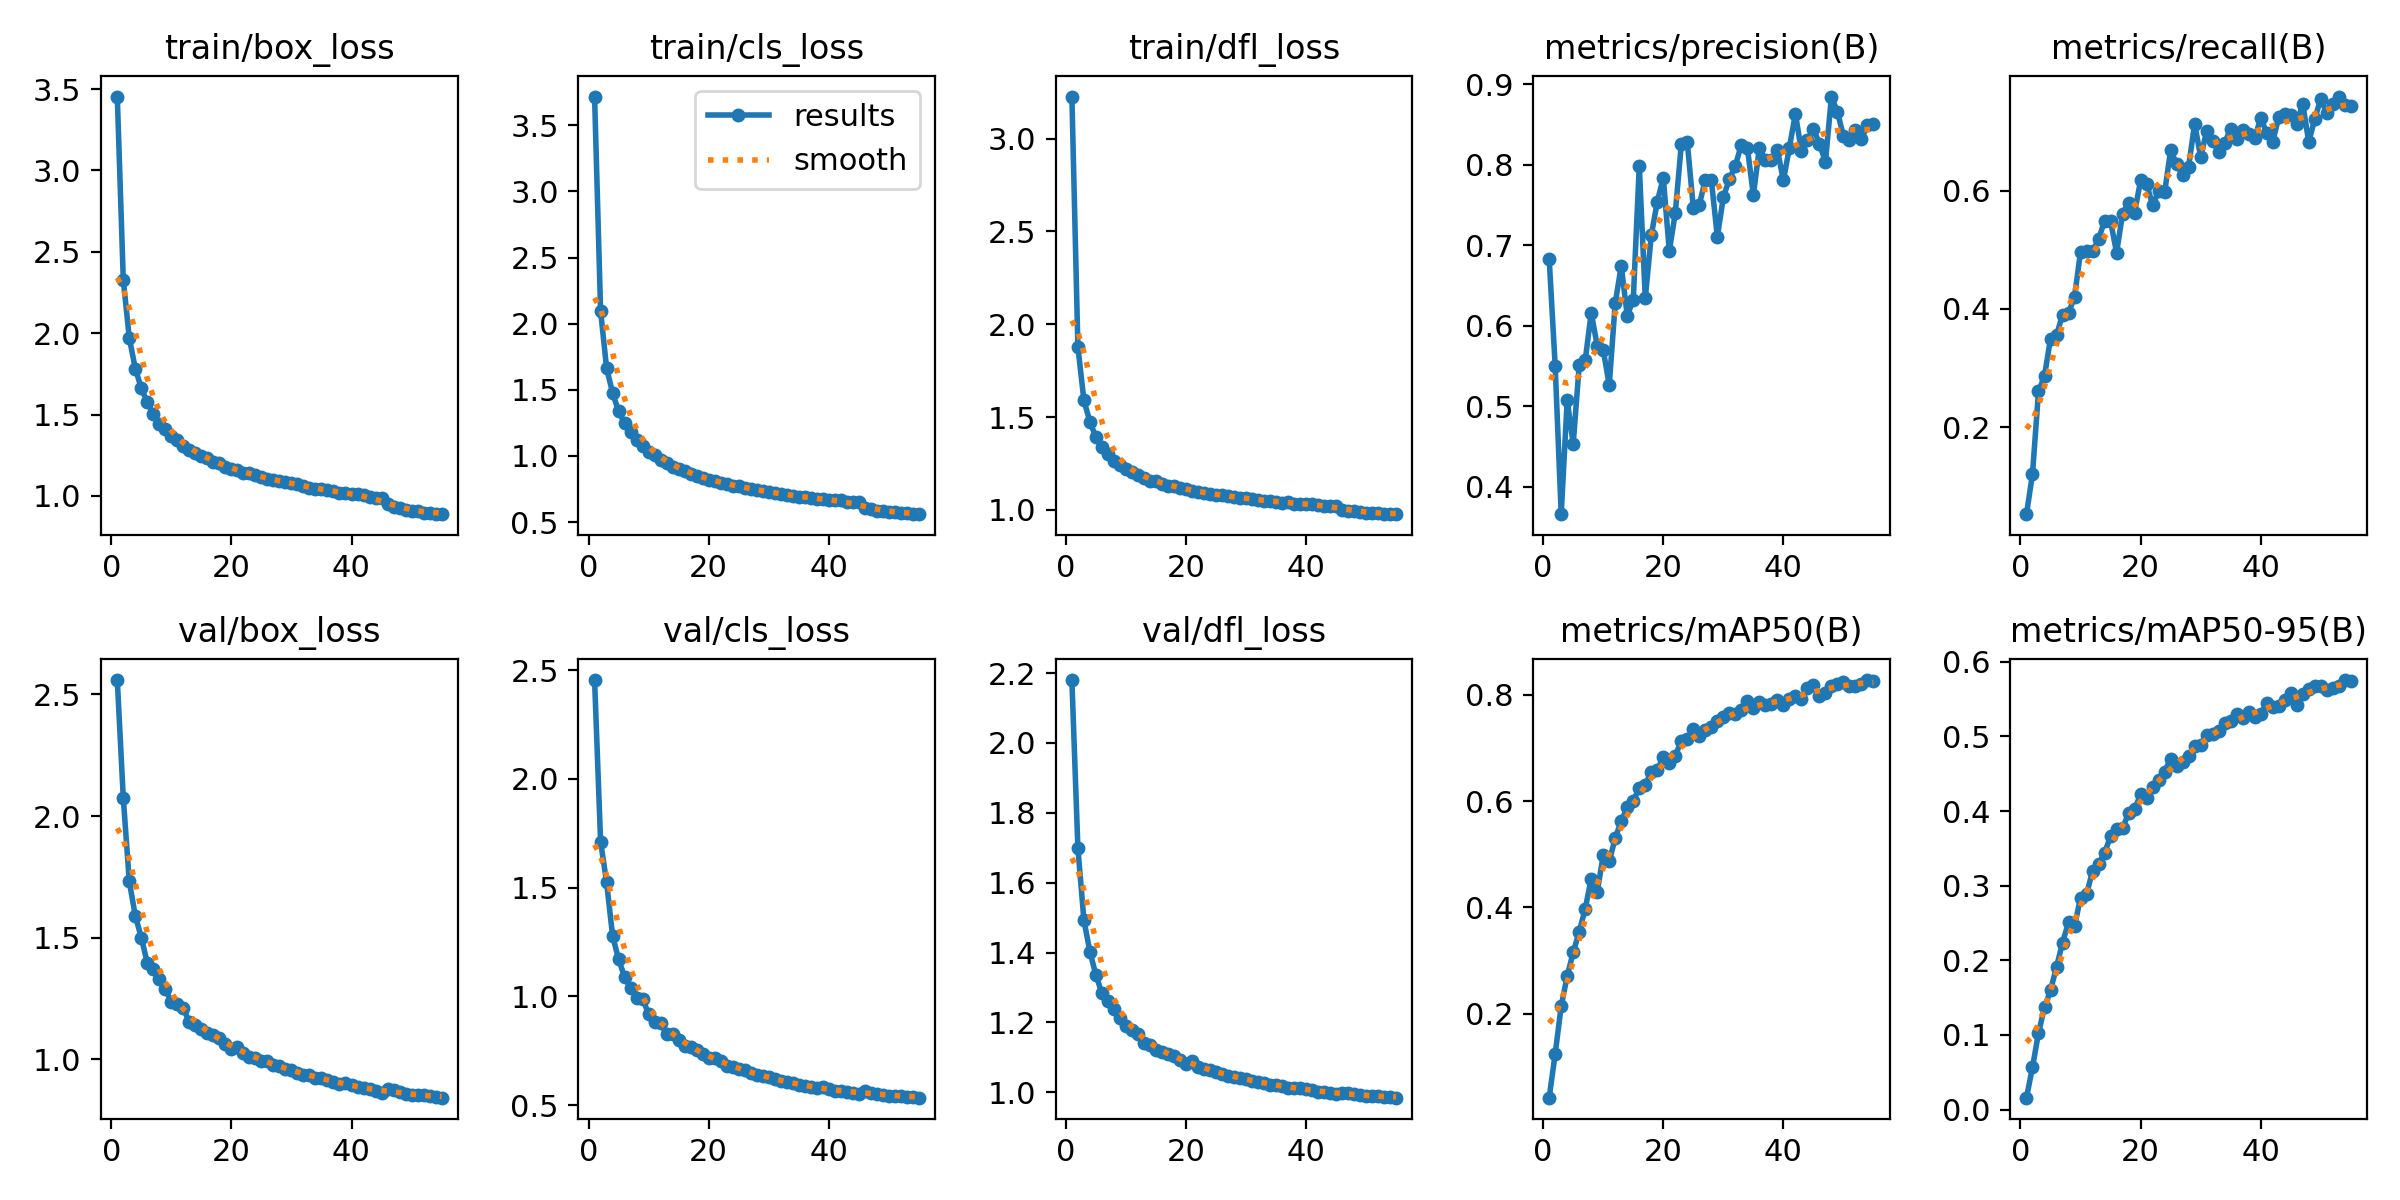 train/box_loss
3.5
3.0
2.5
2.0
1.5
1.0
0 20 40
train/cls_loss
results
smooth
3.5
3.0
2.5
2.0
1.5
1.0
0.5
0 20 40
train/dfl_loss
3.0
2.5
2.0
1.5
1.0
0 20 40
metrics/precision(B)
0.9
0.8
0.7
0.6
0.5
0.4
0 20 40
metrics/recall(B)
0.6
0.4
0.2
0 20 40
val/box_loss
2.5
2.0
1.5
1.0
0 20 40
val/cls_loss
2.5
2.0
1.5
1.0
0.5
0 20 40
val/dfl_loss
2.2
2.0
1.8
1.6
1.4
1.2
1.0
0 20 40
metrics/mAP50(B)
0.8
0.6
0.4
0.2
0 20 40
metrics/mAP50-95(B)
0.6
0.5
0.4
0.3
0.2
0.1
0.0
0 20 40